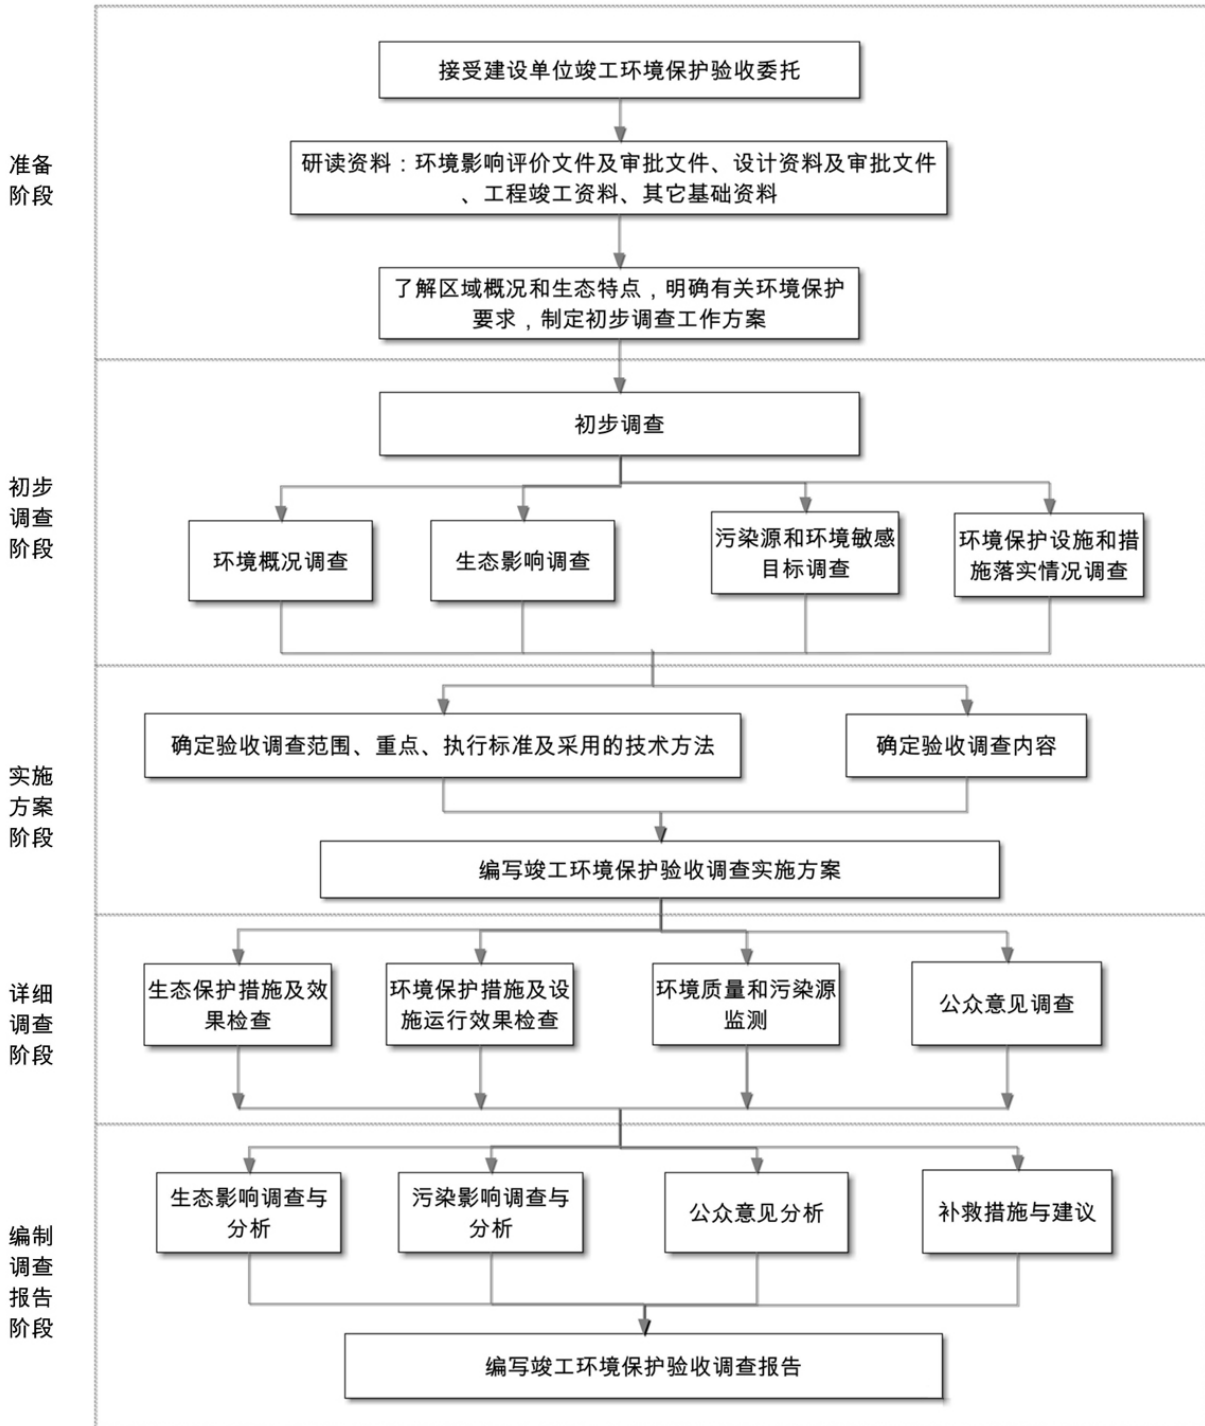 接受建设单位竣工环境保护验收委托
准备
阶段
研读资料：环境影响评价文件及审批文件、设计资料及审批文件
、工程竣工资料、其它基础资料
了解区域概况和生态特点，明确有关环境保护
要求，制定初步调查工作方案
初步
调查
阶段
初步调查
环境概况调查
生态影响调查
污染源和环境敏感
目标调查
环境保护设施和措
施落实情况调查
实施
方案
阶段
确定验收调查范围、重点、执行标准及采用的技术方法
确定验收调查内容
编写竣工环境保护验收调查实施方案
详细
调查
阶段
生态保护措施及效
果检查
环境保护措施及设
施运行效果检查
环境质量和污染源
监测
公众意见调查
编制
调查
报告
阶段
生态影响调查与
分析
污染影响调查与
分析
公众意见分析
补救措施与建议
编写竣工环境保护验收调查报告